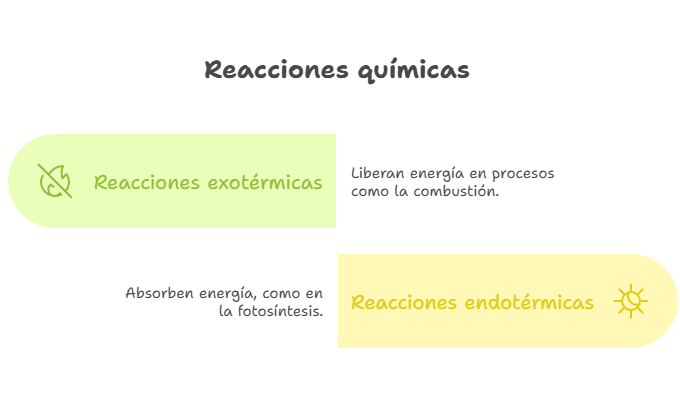 Reacciones químicas
Reacciones exotérmicas
Liberan energía en procesos
como la combustión.
Absorben energía, como en
la fotosíntesis.
Reacciones endotérmicas